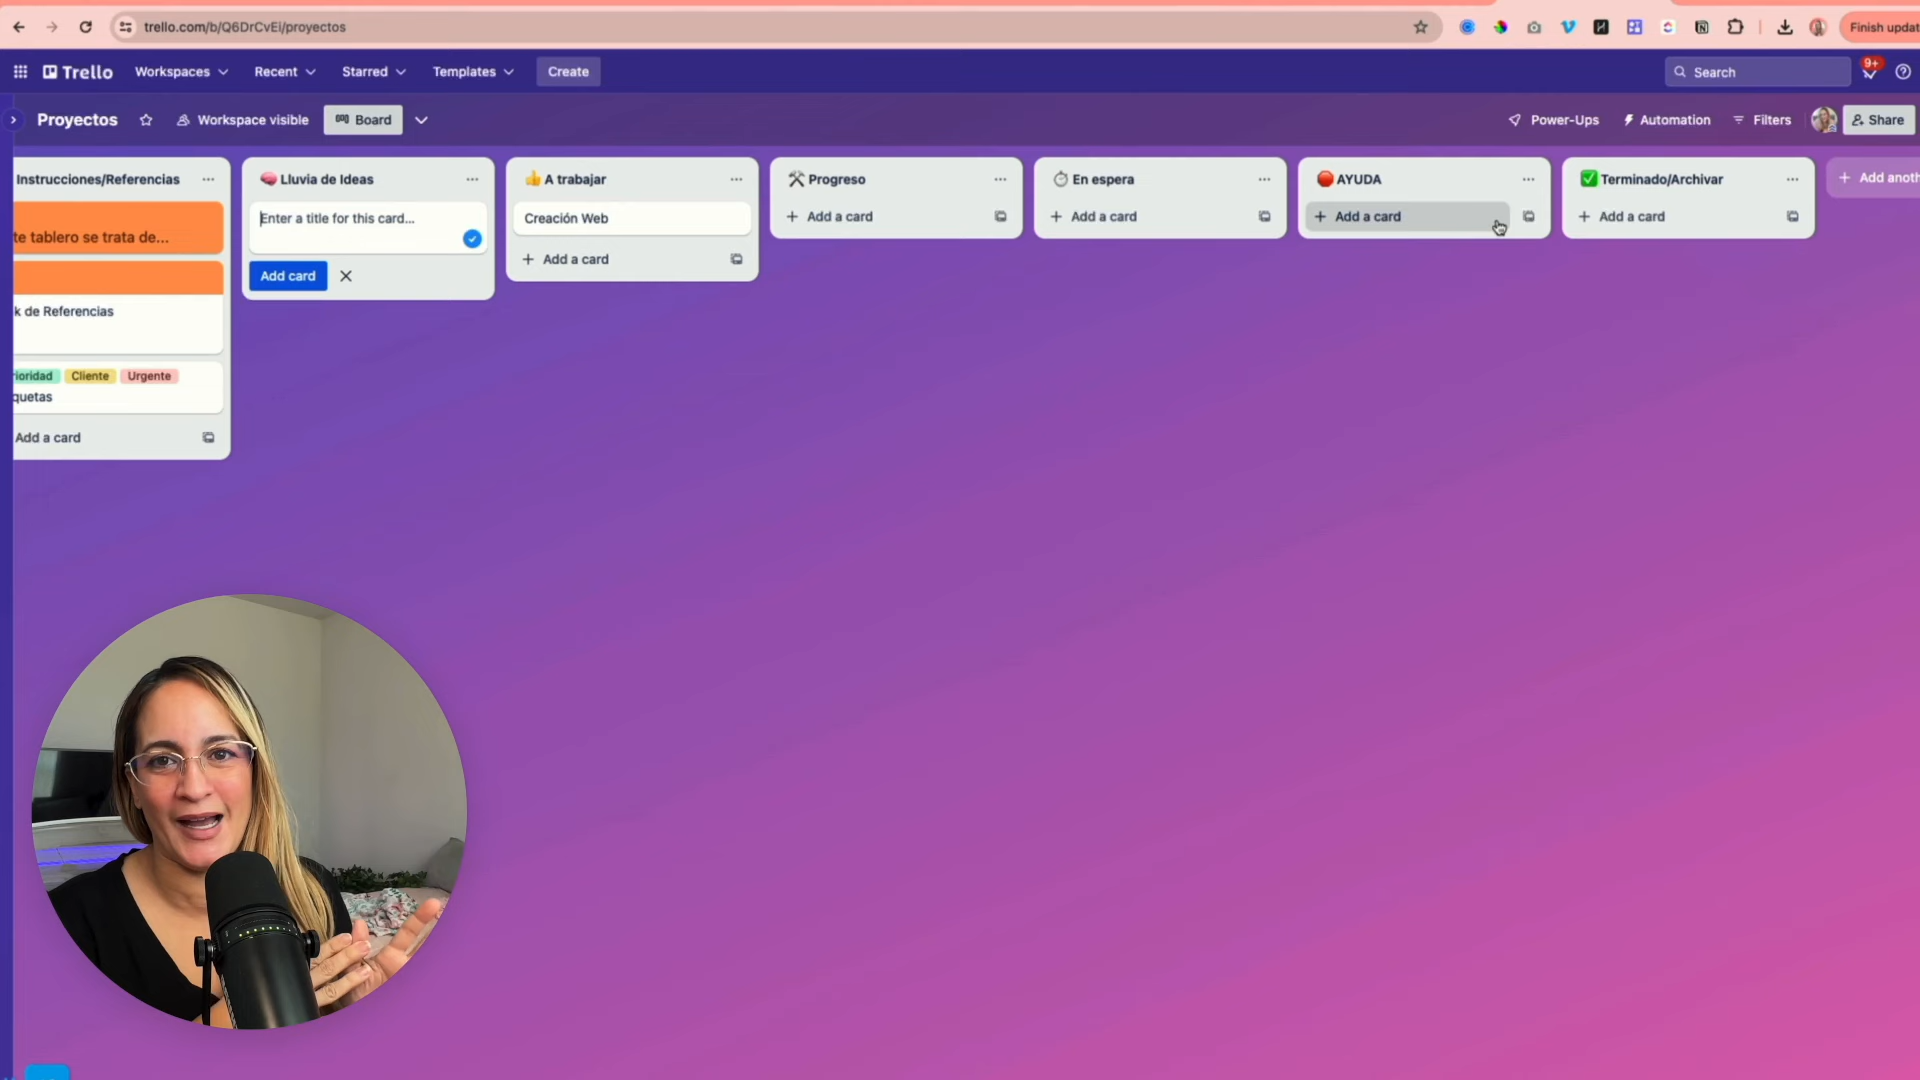 trello.com/b/Q6DrCvEi/proyectos
Finish updat
Trello
Workspaces
Recent
Starred
Templates
Create
Search
9+
Proyectos
Workspace visible
Board
Power-Ups
Automation
Filters
Share
Instrucciones/Referencias
te tablero se trata de...
k de Referencias
ioridad Cliente Urgente
quetas
Add a card
Lluvia de Ideas
Enter a title for this card...
Add card
A trabajar
Creación Web
+ Add a card
Progreso
+ Add a card
En espera
+ Add a card
AYUDA
+ Add a card
Terminado/Archivar
+ Add a card
+ Add anoth